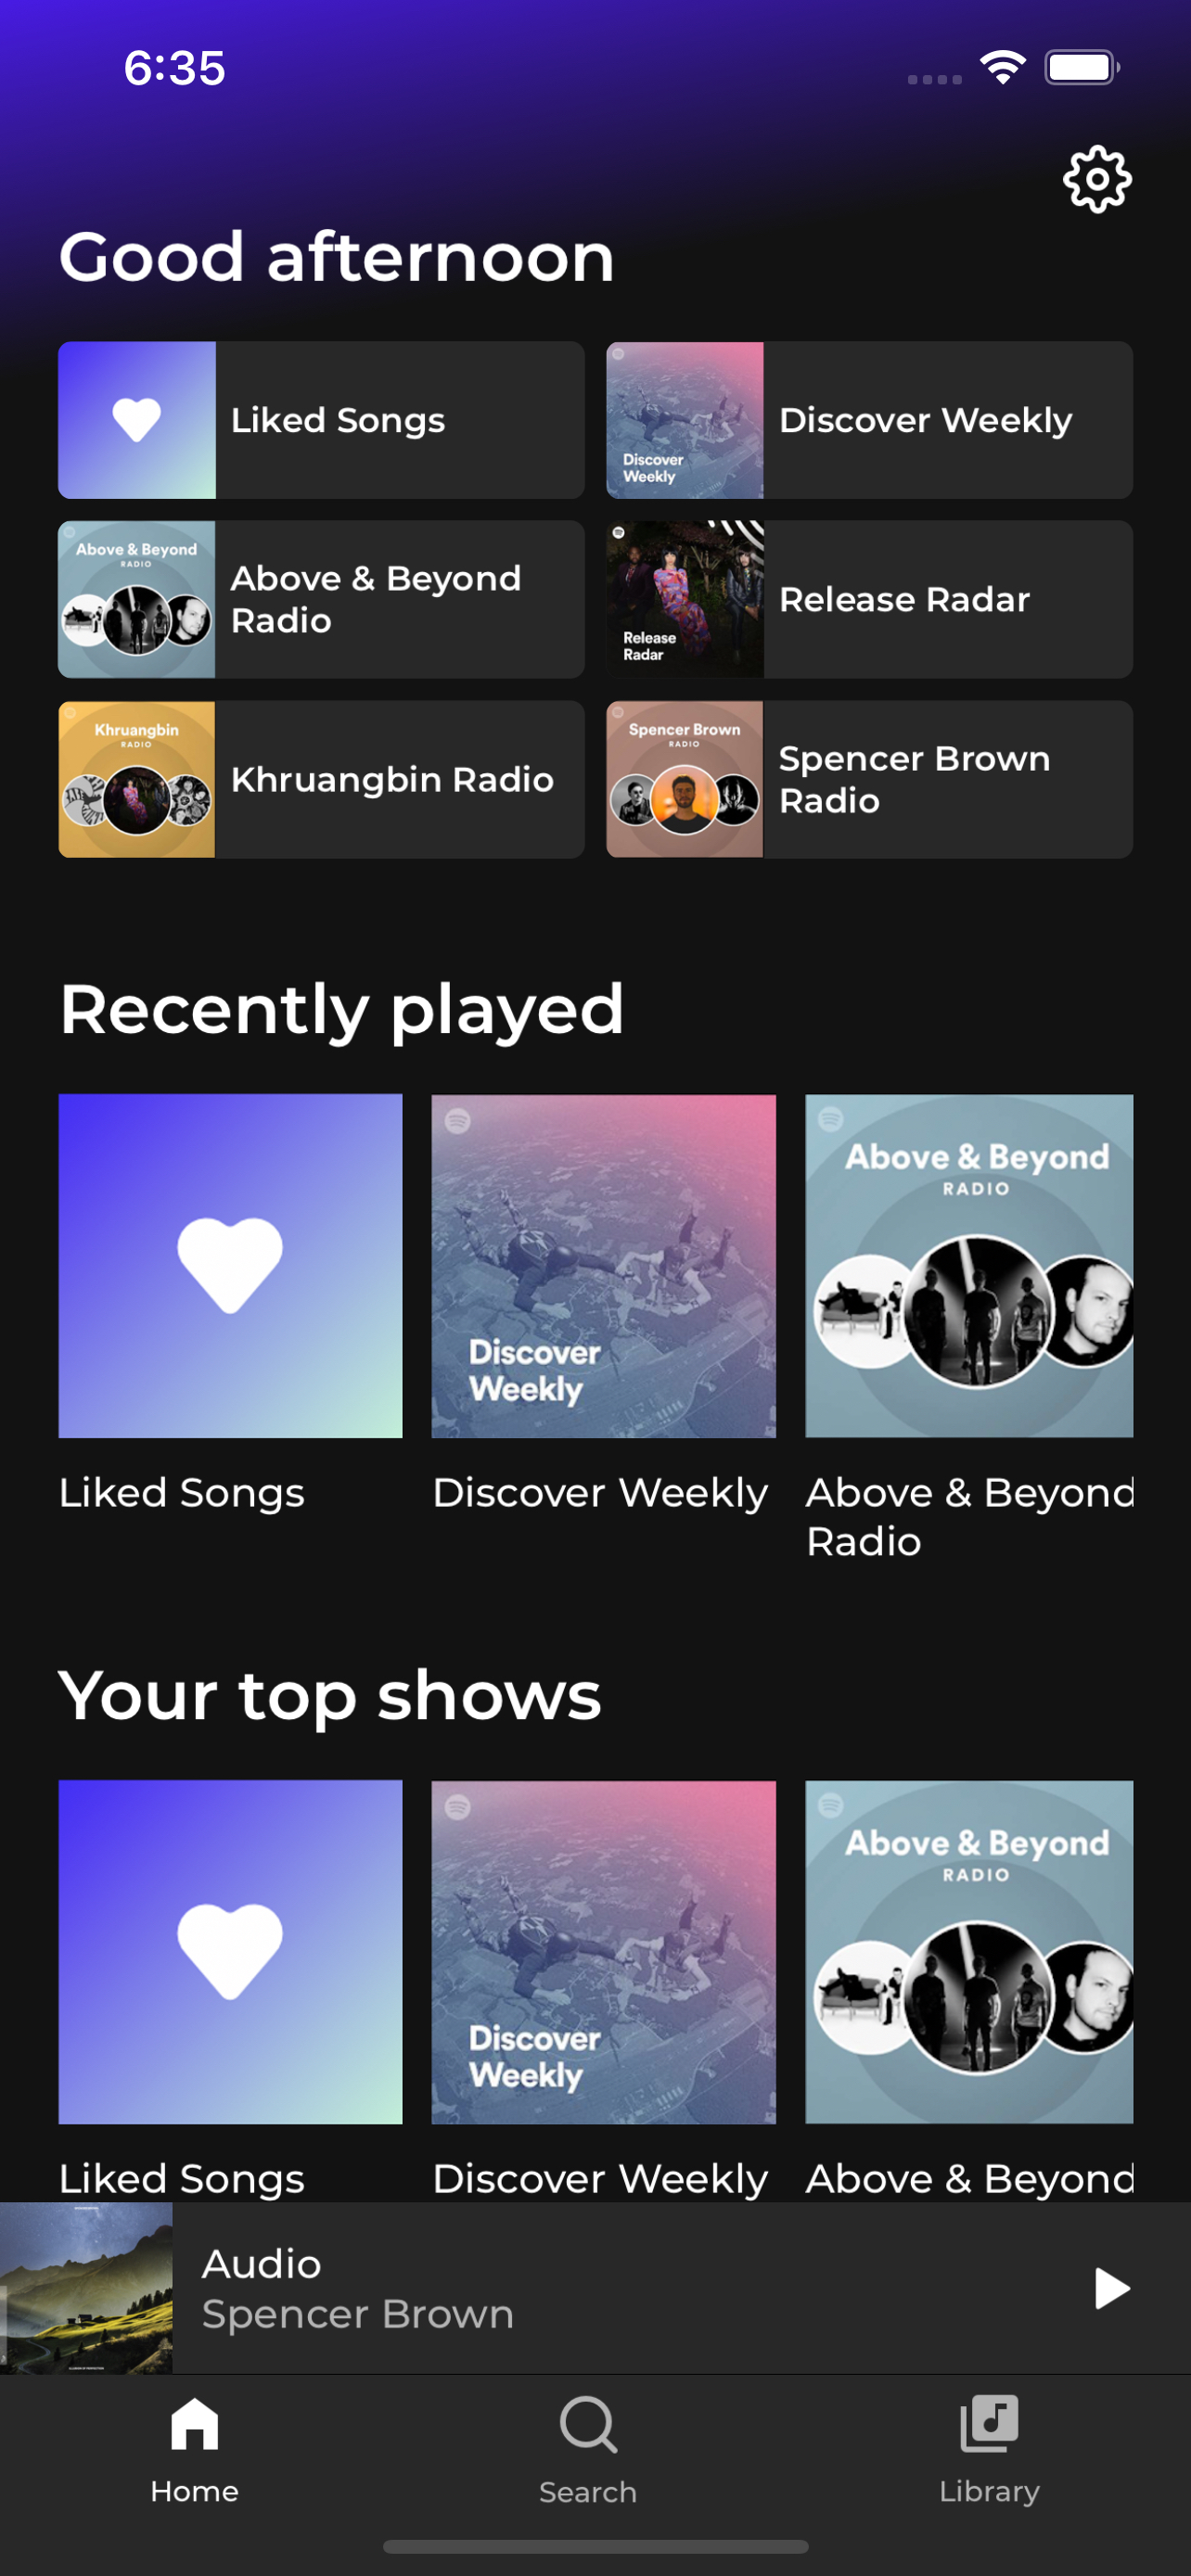 6:35
Good afternoon
Liked Songs
Discover
Weekly
Discover Weekly
Above & Beyond
RADIO
Above & Beyond
Radio
Release
Radar
Release Radar
Khruangbin
RADIO
Khruangbin Radio
Spencer Brown
RADIO
Spencer Brown
Radio
Recently played
Discover
Weekly
Above & Beyond
RADIO
Liked Songs
Discover Weekly
Above & Beyond
Radio
Your top shows
Discover
Weekly
Above & Beyond
RADIO
Liked Songs
Discover Weekly
Above & Beyond
Audio
Spencer Brown
Home
Search
Library